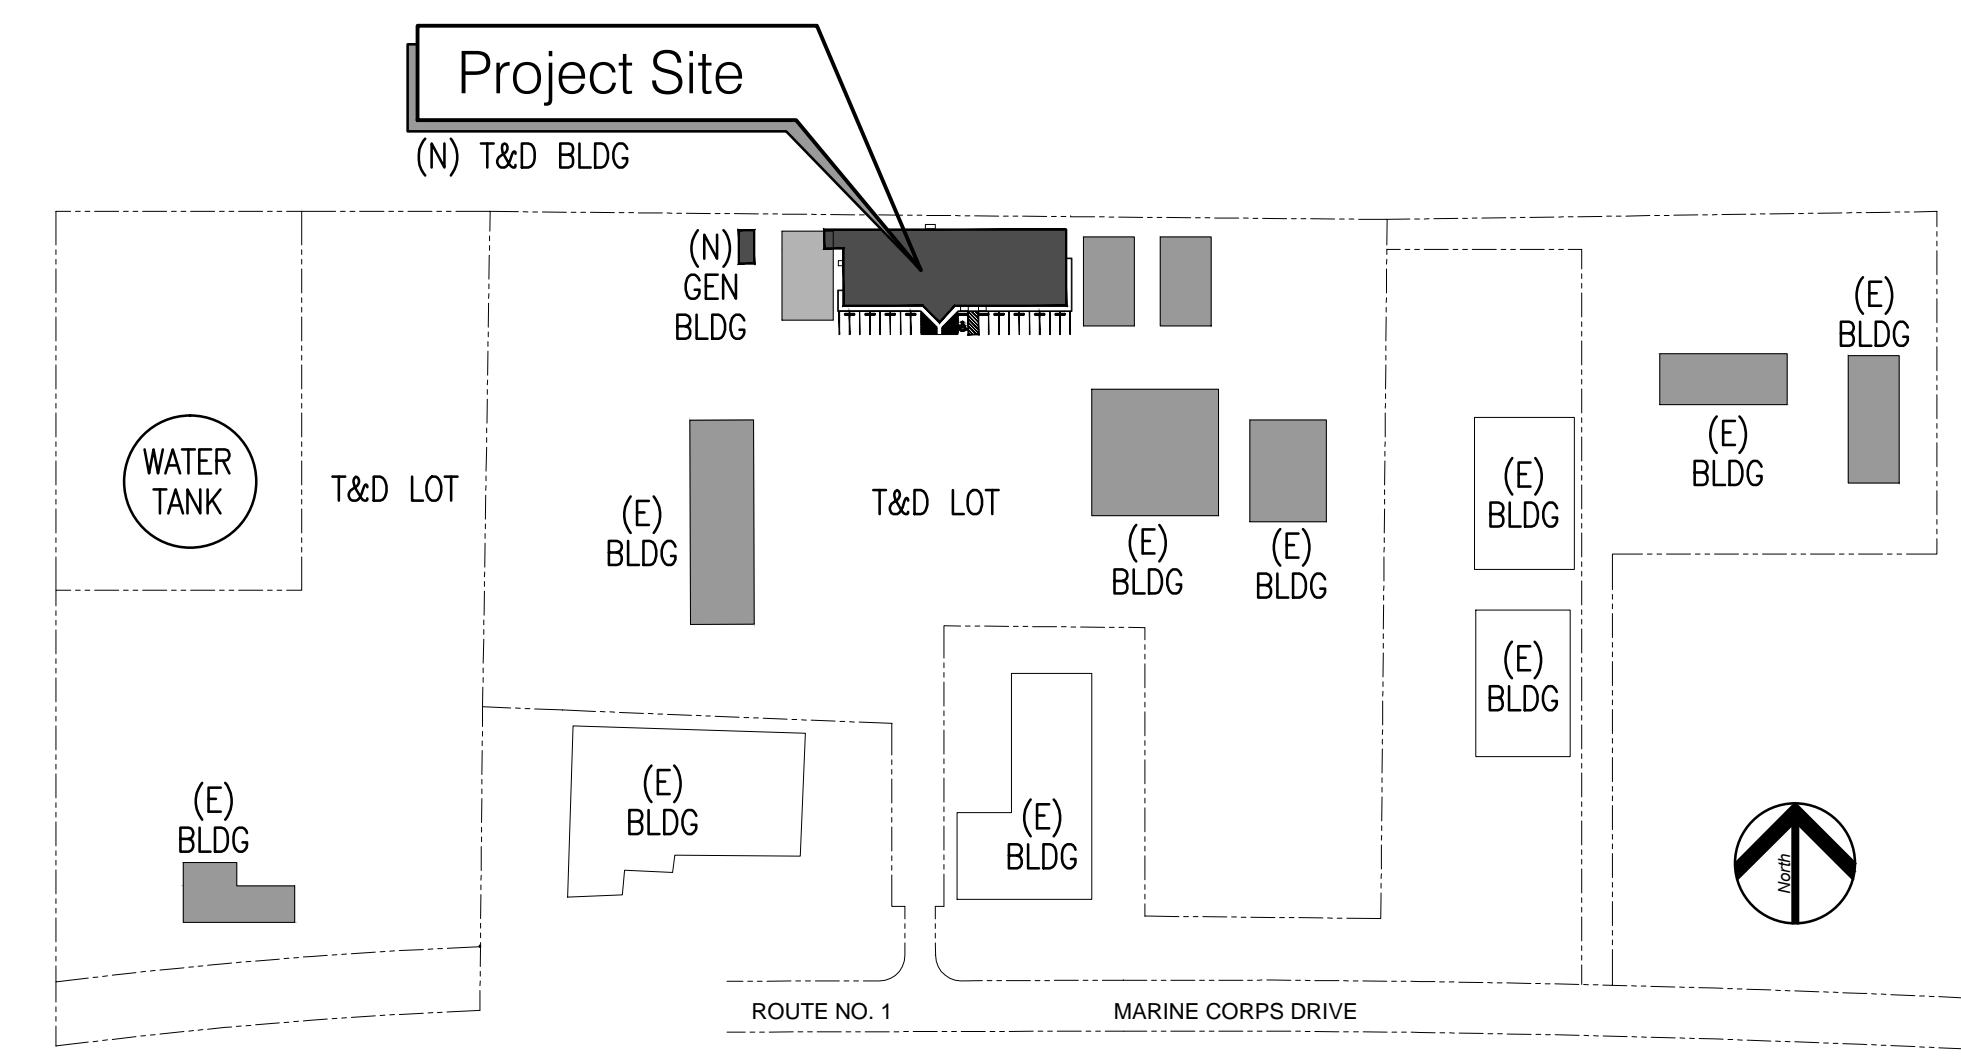 Project Site
(N) T&D BLDG
(N)
GEN
BLDG
(E)
BLDG
(E)
BLDG
WATER
TANK
T&D LOT
(E)
BLDG
T&D LOT
(E)
BLDG
(E)
BLDG
(E)
BLDG
(E)
BLDG
(E)
BLDG
(E)
BLDG
(E)
BLDG
North
ROUTE NO. 1
MARINE CORPS DRIVE